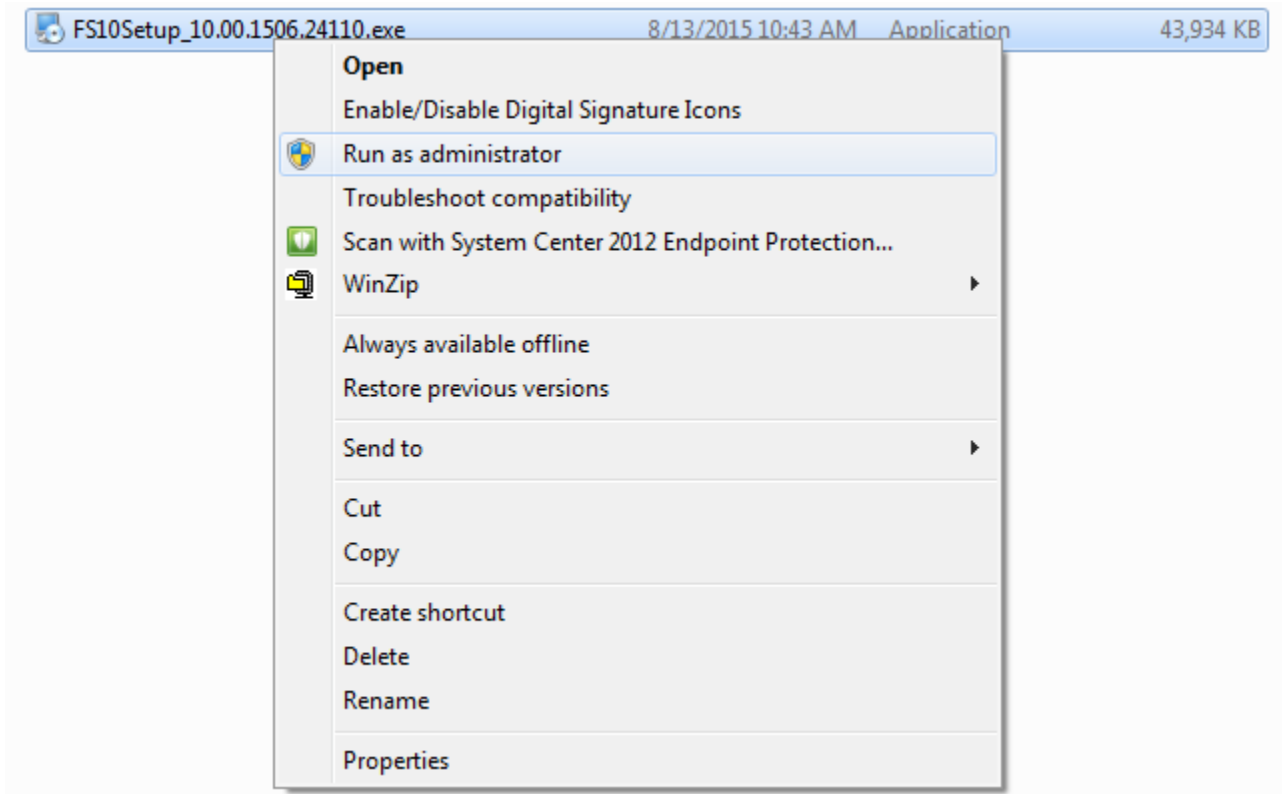 FS10Setup_10.00.1506.24110.exe 8/13/2015 10:43 AM Application 43,934 KB
Open
Enable/Disable Digital Signature Icons
Run as administrator
Troubleshoot compatibility
Scan with System Center 2012 Endpoint Protection...
WinZip
Always available offline
Restore previous versions
Send to
Cut
Copy
Create shortcut
Delete
Rename
Properties